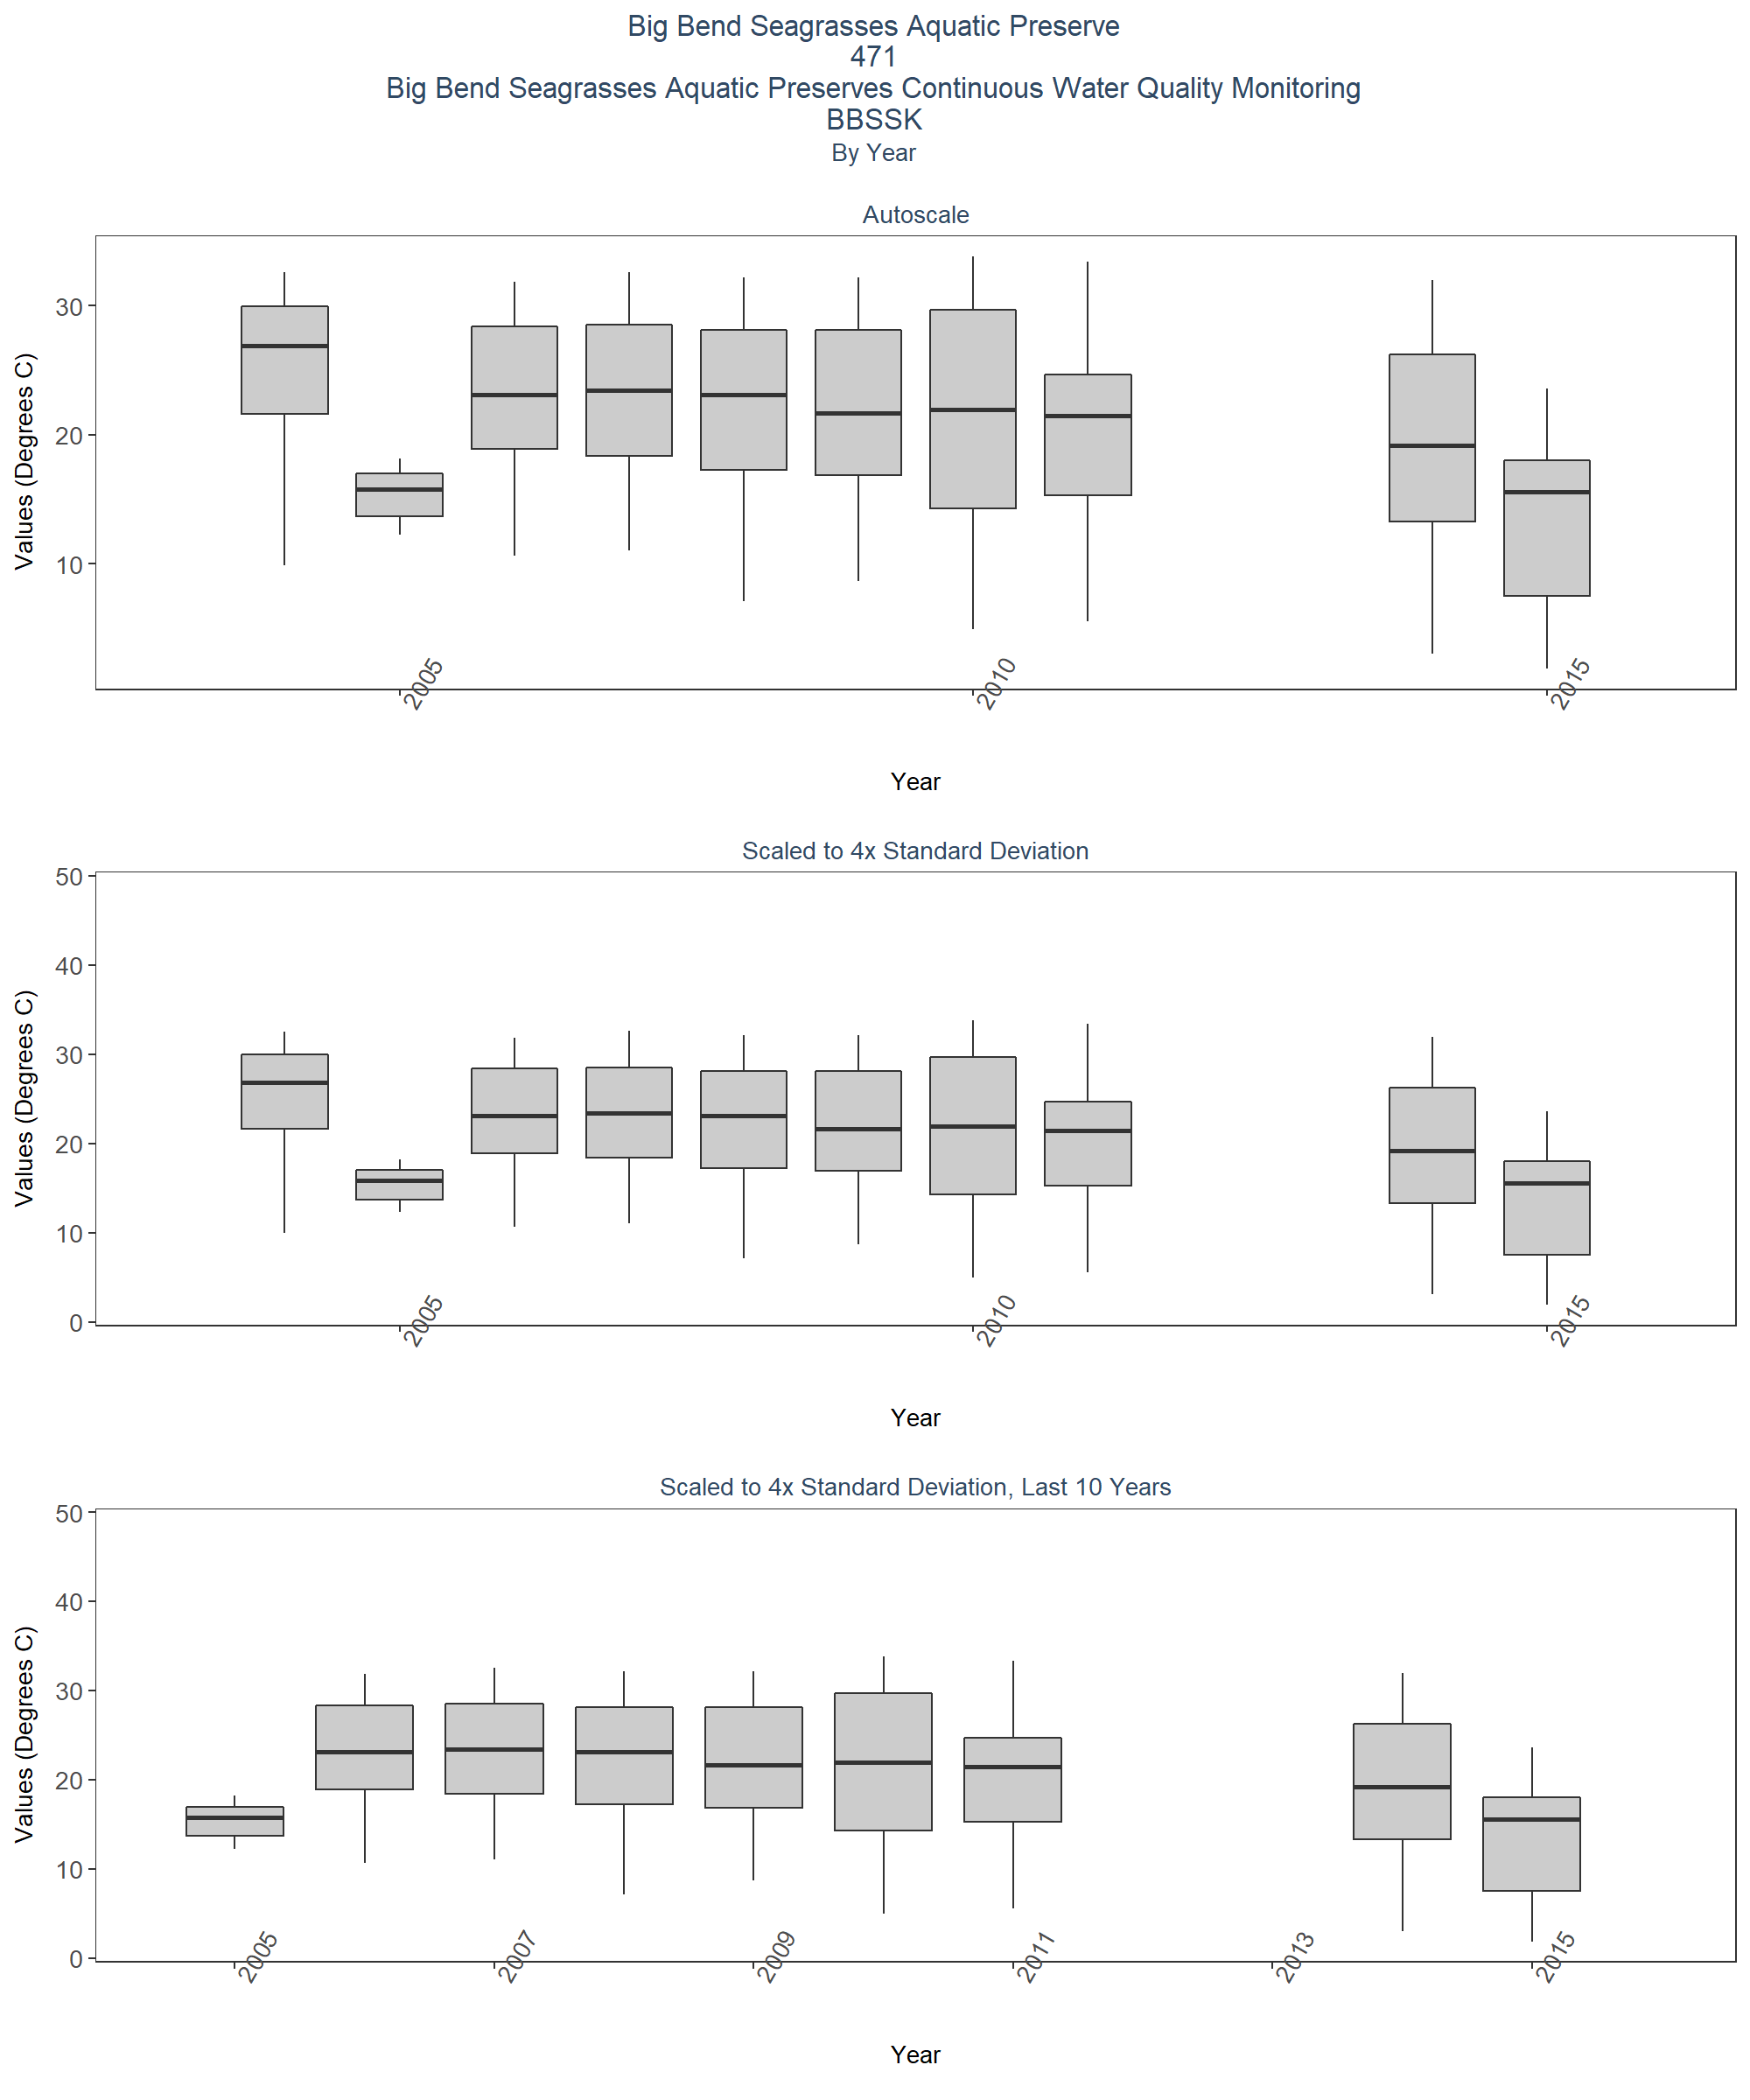 Big Bend Seagrasses Aquatic Preserve
471
Big Bend Seagrasses Aquatic Preserves Continuous Water Quality Monitoring
BBSSK
By Year
Autoscale
Values (Degrees C)
30
20
10
2005
2010
2015
Year
Scaled to 4x Standard Deviation
Values (Degrees C)
50
40
30
20
10
0
2005
2010
2015
Year
Scaled to 4x Standard Deviation, Last 10 Years
Values (Degrees C)
50
40
30
20
10
0
2005
2007
2009
2011
2013
2015
Year